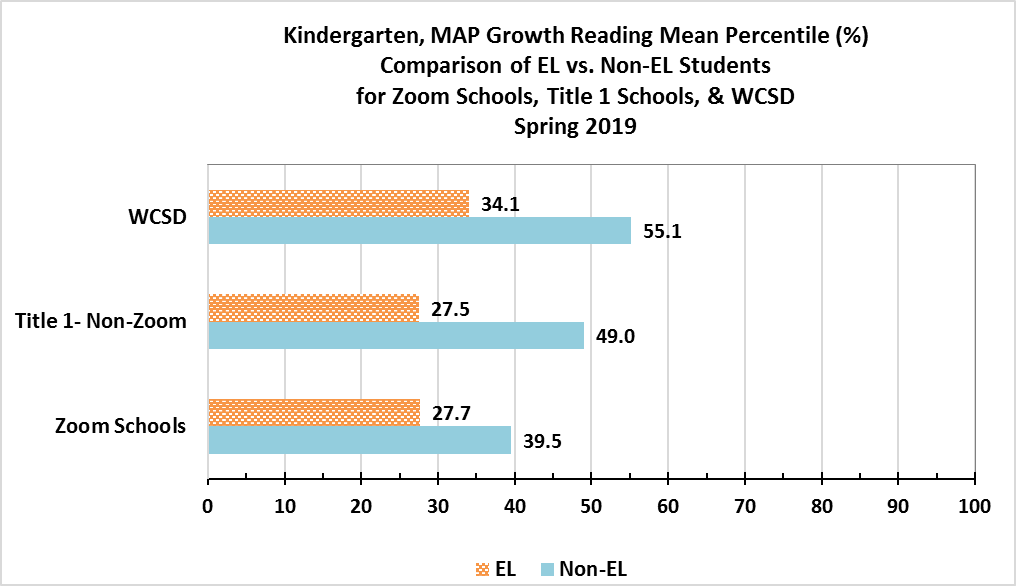 Kindergarten, MAP Growth Reading Mean Percentile (%)
Comparison of EL vs. Non-EL Students
for Zoom Schools, Title 1 Schools, & WCSD
Spring 2019
WCSD
34.1
55.1
Title 1- Non-Zoom
27.5
49.0
Zoom Schools
27.7
39.5
0 10 20 30 40 50 60 70 80 90 100
EL Non-EL